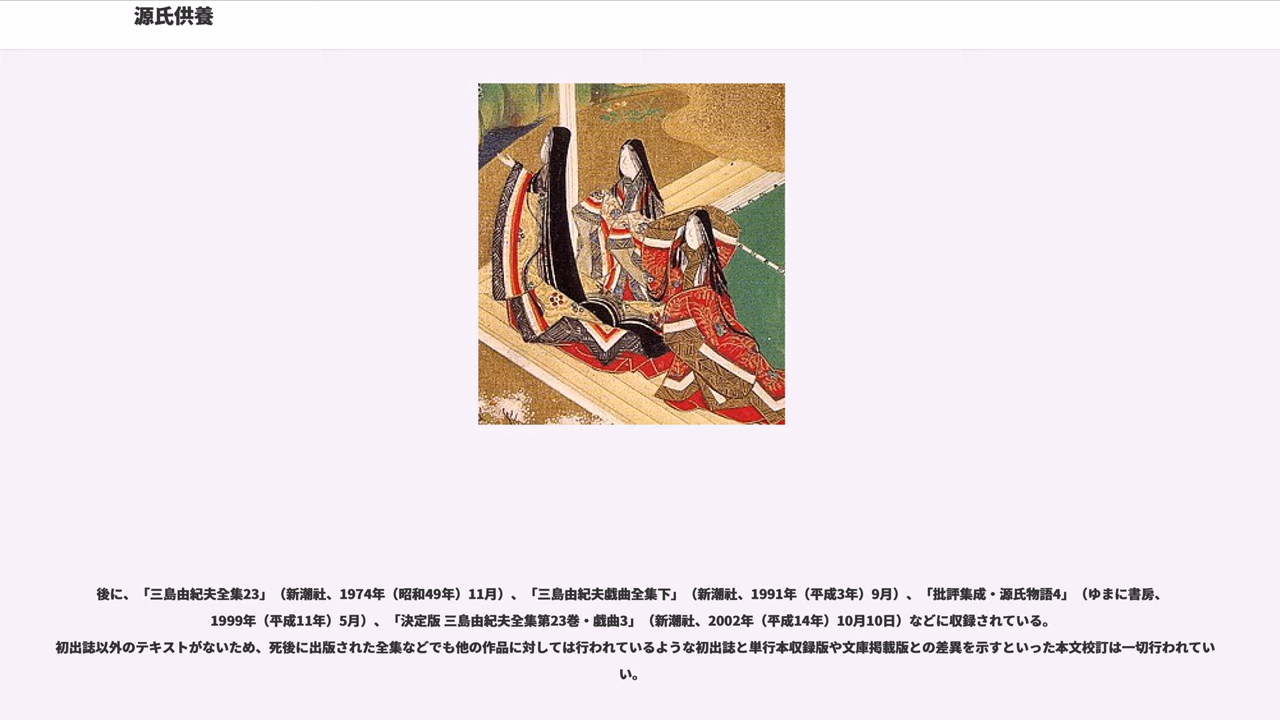 源氏供養
後に、「三島由紀夫全集23」（新潮社、1974年（昭和49年）11月）、「三島由紀夫戯曲全集下」（新潮社、1991年（平成3年）9月）、「批評集成・源氏物語4」（ゆまに書房、
1999年（平成11年）5月）、「決定版 三島由紀夫全集第23巻・戯曲3」（新潮社、2002年（平成14年）10月10日）などに収録されている。
初出誌以外のテキストがないため、死後に出版された全集などでも他の作品に対しては行われているような初出誌と単行本収録版や文庫掲載版との差異を示すといった本文校訂は一切行われてい
い。